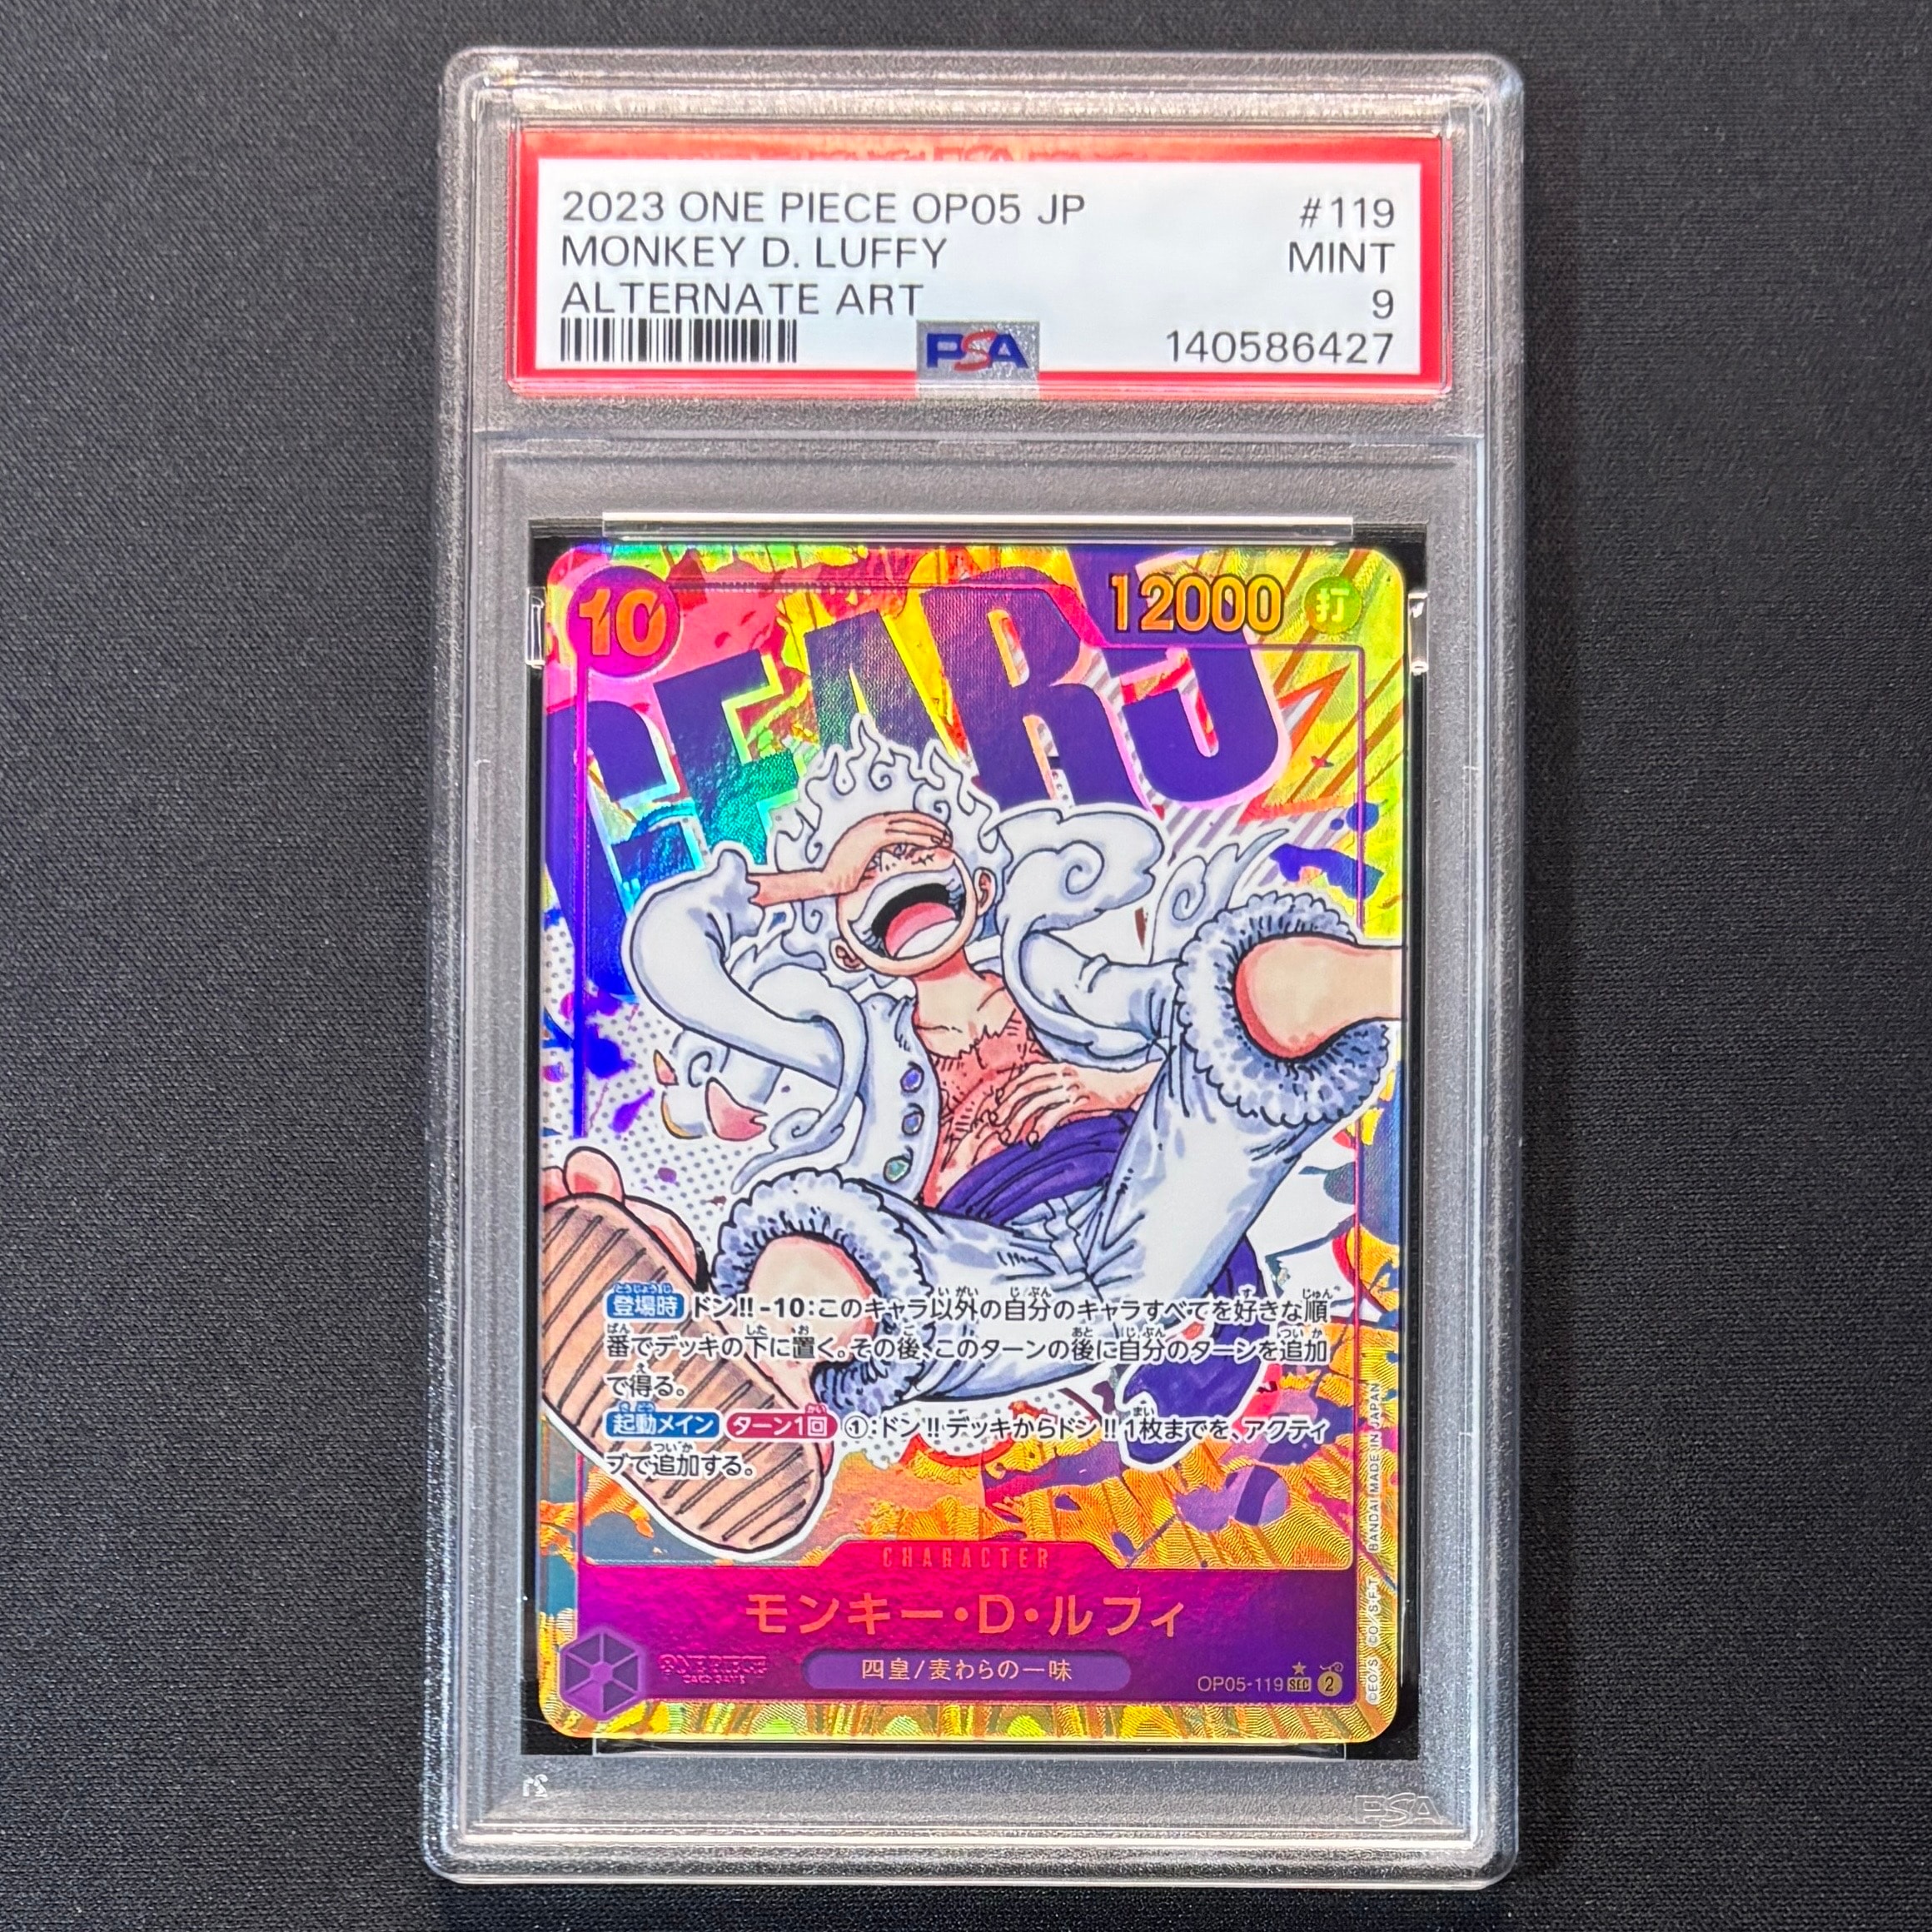 2023 ONE PIECE OP05 JP #119
MONKEY D. LUFFY MINT
ALTERNATE ART 9
PSA 140586427
10 12000 打
GEAR5
登場時 ドン!!-10:このキャラ以外の自分のキャラすべてを好きな順
番でデッキの下に置く。その後、このターンの後に自分のターンを追加
で得る。
起動メイン ターン1回 ①:ドン!!デッキからドン!!1枚までを、アクティ
ブで追加する。
CHARACTER
モンキー・D・ルフィ
ONE PIECE
CARD GAME
四皇/麦わらの一味
OP05-119 SEC 2
©E.O/S. ©O./S.F.T BANDAI MADE IN JAPAN
PSA